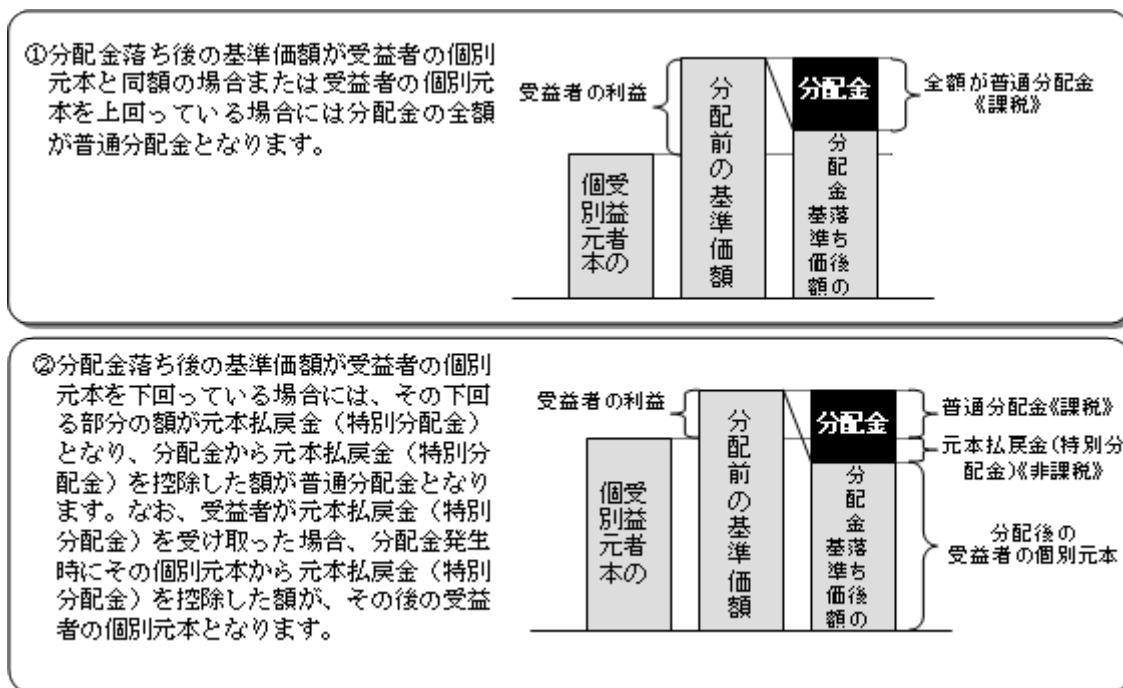 ①分配金落ち後の基準価額が受益者の個別
元本と同額の場合または受益者の個別元
本を上回っている場合には分配金の全額
が普通分配金となります。
受益者の利益
受益者の
個別元本
分配前の基準価額
分配金
分配金落ち後の
基準価額
全額が普通分配金
《課税》
②分配金落ち後の基準価額が受益者の個別
元本を下回っている場合には、その下回
る部分の額が元本払戻金（特別分配金）
となり、分配金から元本払戻金（特別分
配金）を控除した額が普通分配金となり
ます。なお、受益者が元本払戻金（特別
分配金）を受け取った場合、分配金発生
時にその個別元本から元本払戻金（特別
分配金）を控除した額が、その後の受益
者の個別元本となります。
受益者の利益
受益者の
個別元本
分配前の基準価額
分配金
分配金落ち後の
基準価額
普通分配金《課税》
元本払戻金（特別分
配金）《非課税》
分配後の
受益者の個別元本